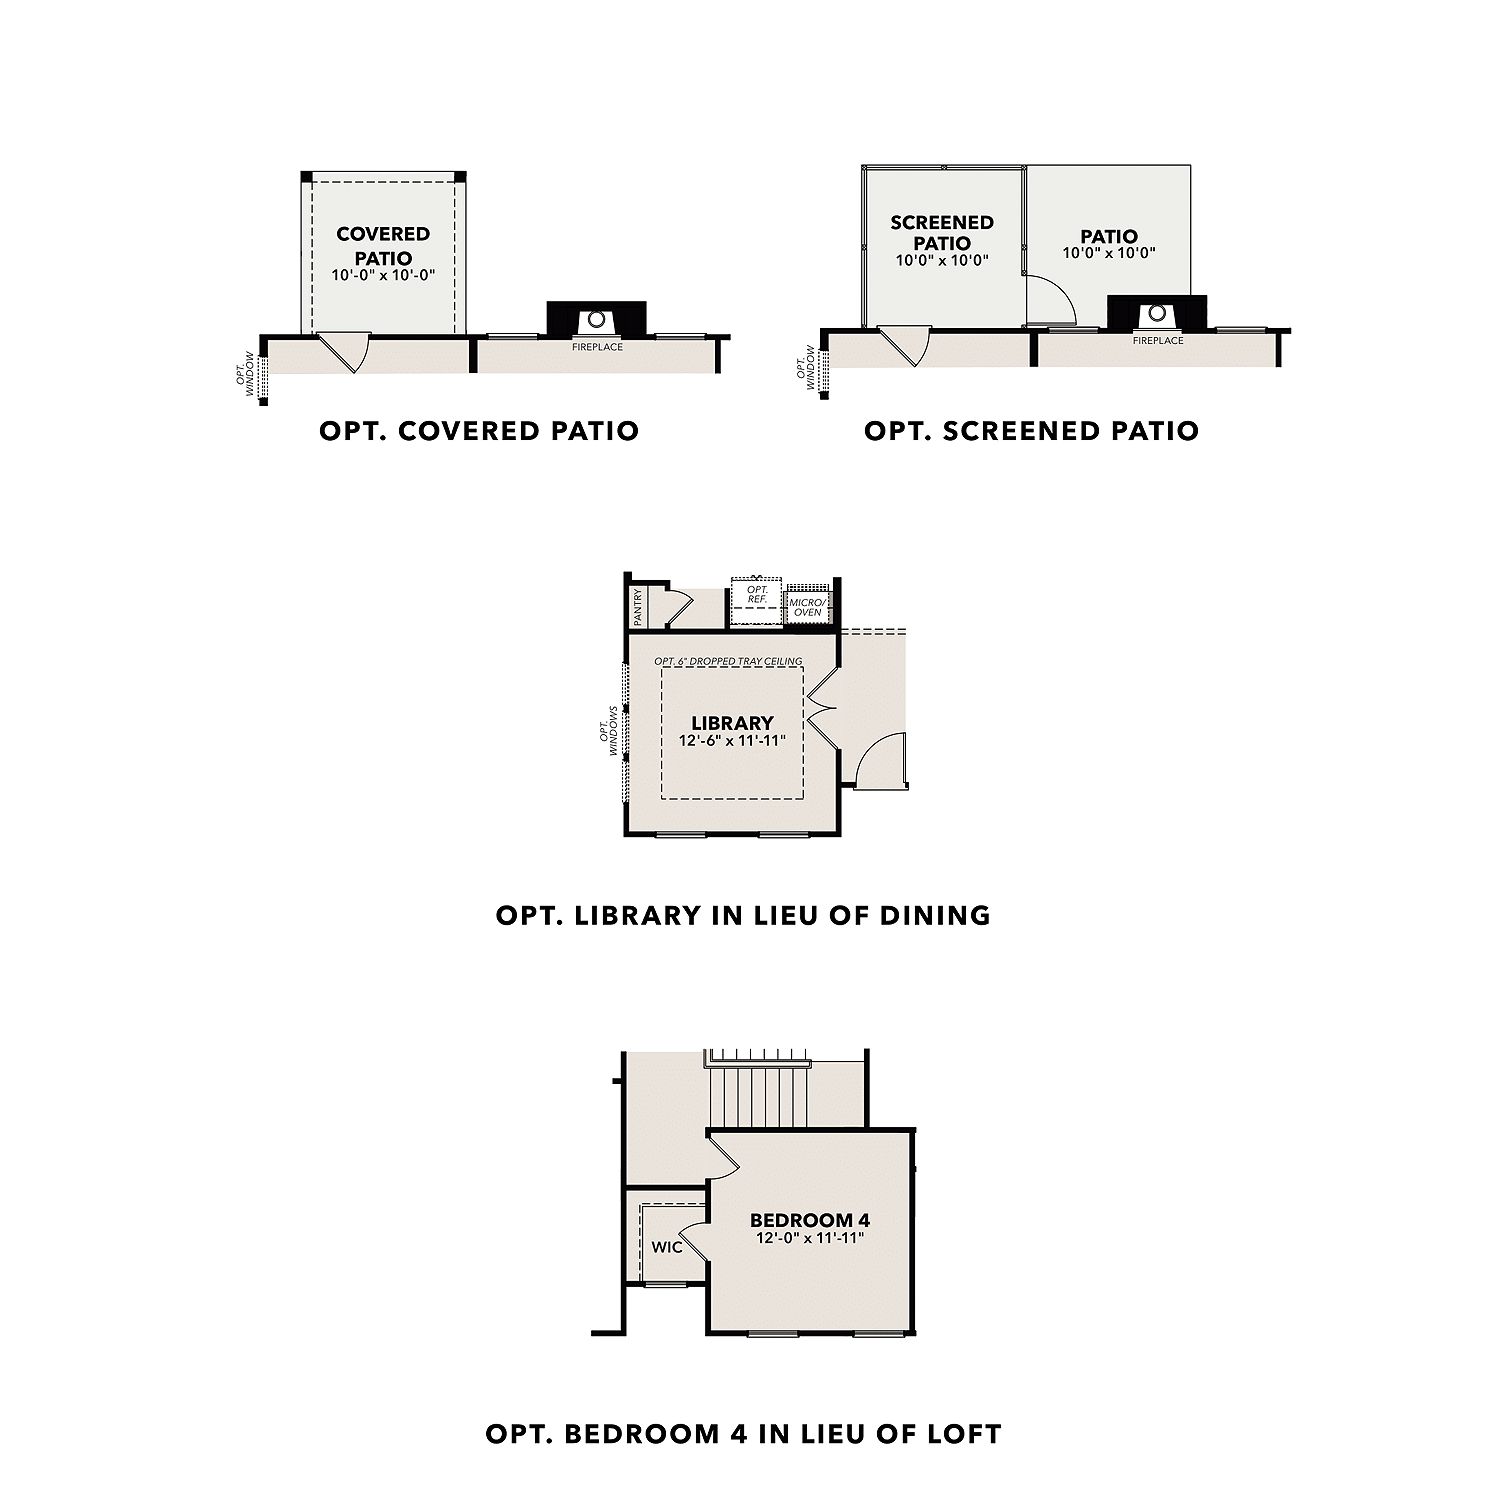 COVERED
PATIO
10'-0" x 10'-0"
FIREPLACE
OPT.
WINDOW
OPT. COVERED PATIO
SCREENED
PATIO
10'0" x 10'0"
PATIO
10'0" x 10'0"
FIREPLACE
OPT.
WINDOW
OPT. SCREENED PATIO
PANTRY
OPT.
REF.
MICRO/
OVEN
OPT. 6" DROPPED TRAY CEILING
OPT.
WINDOWS
LIBRARY
12'-6" x 11'-11"
OPT. LIBRARY IN LIEU OF DINING
BEDROOM 4
12'-0" x 11'-11"
WIC
OPT. BEDROOM 4 IN LIEU OF LOFT